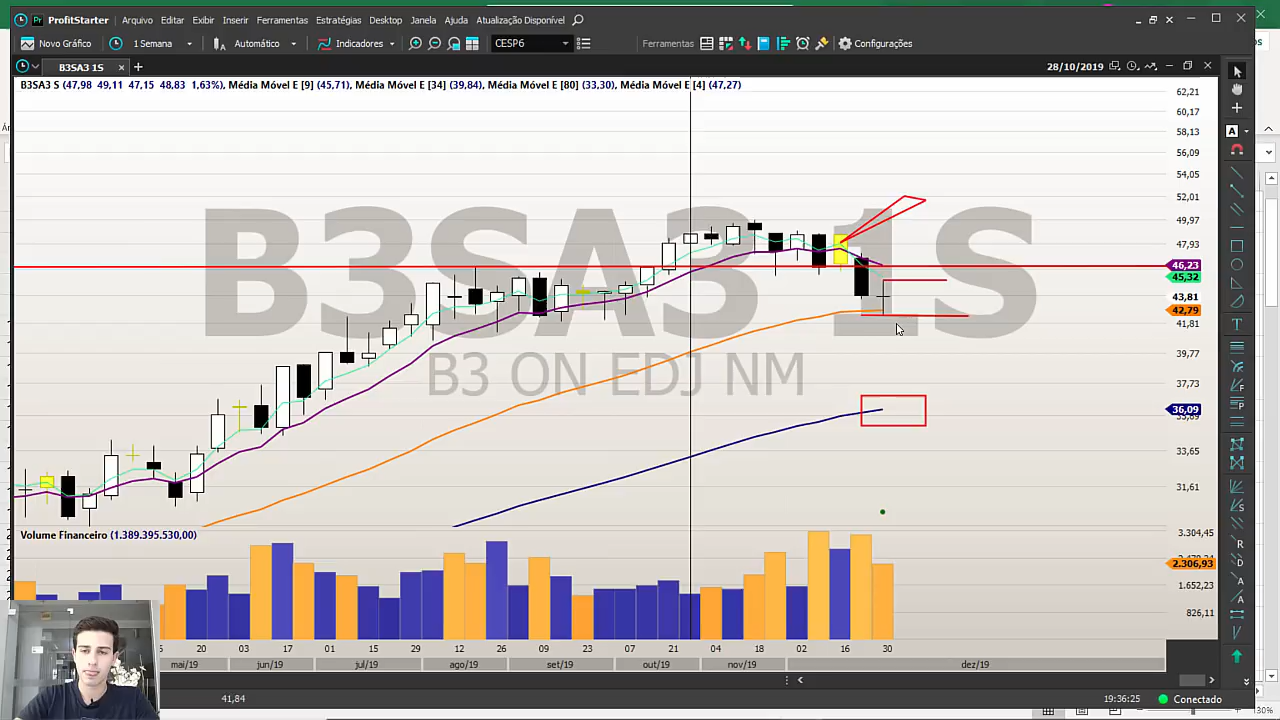 ProfitStarter Arquivo Editar Exibir Inserir Ferramentas Estratégias Desktop Janela Ajuda Atualização Disponível
Novo Gráfico 1 Semana Automático Indicadores CESP6 Ferramentas Configurações
B3SA3 1S 28/10/2019
B3SA3 S (47,98 49,11 47,15 48,83 1,63%), Média Móvel E [9] (45,71), Média Móvel E [34] (39,84), Média Móvel E [80] (33,30), Média Móvel E [4] (47,27)
62,21
60,17
58,13
56,09
54,05
52,01
49,97
47,93
46,23
45,32
43,81
42,79
41,81
39,77
37,73
36,09
33,65
31,61
B3SA3 1S
B3 ON EDJ NM
Volume Financeiro (1.389.395.530,00)
3.304,45
2.306,93
1.652,23
826,11
20 03 17 01 15 29 12 26 09 23 07 21 04 18 02 16 30
mai/19 jun/19 jul/19 ago/19 set/19 out/19 nov/19 dez/19
41,84 19:36:25 Conectado